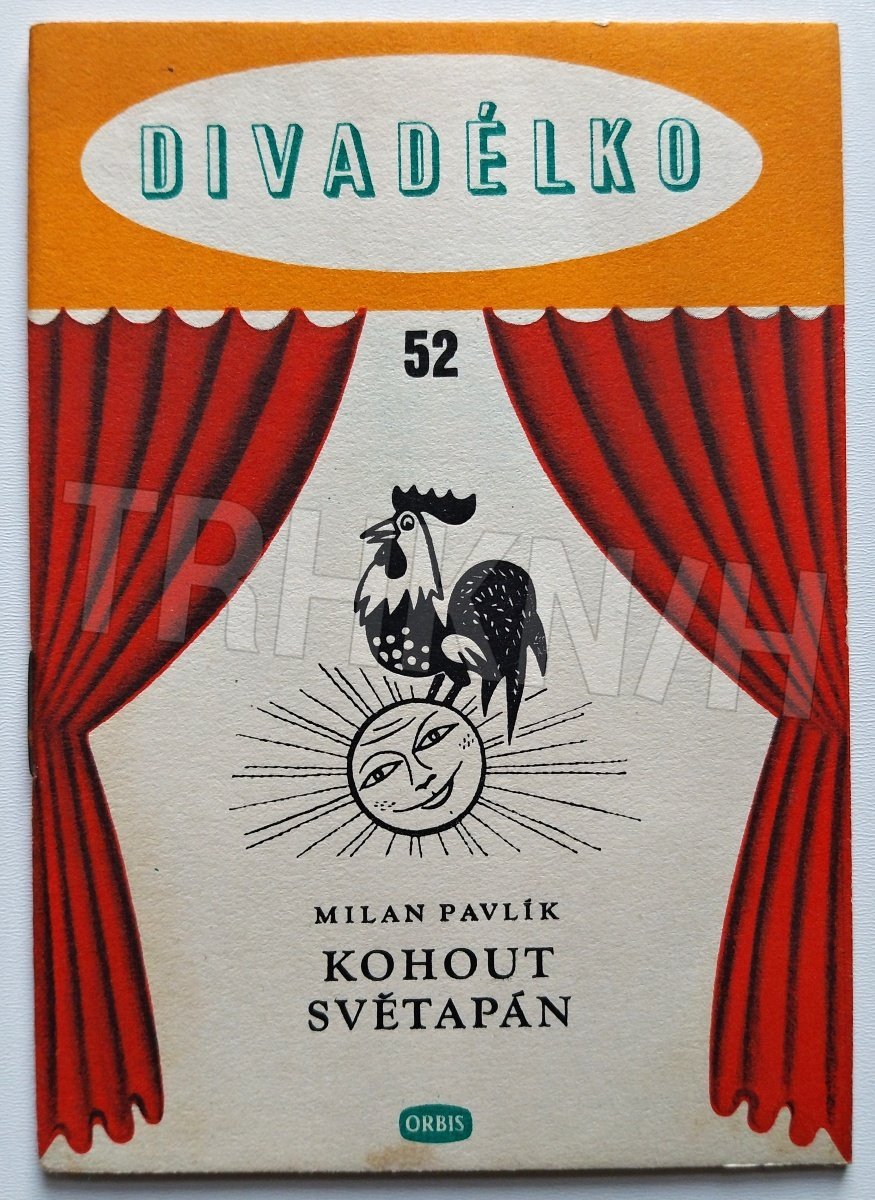 DIVADÉLKO
52
TRHKNIH
MILAN PAVLÍK
KOHOUT
SVĚTAPÁN
ORBIS